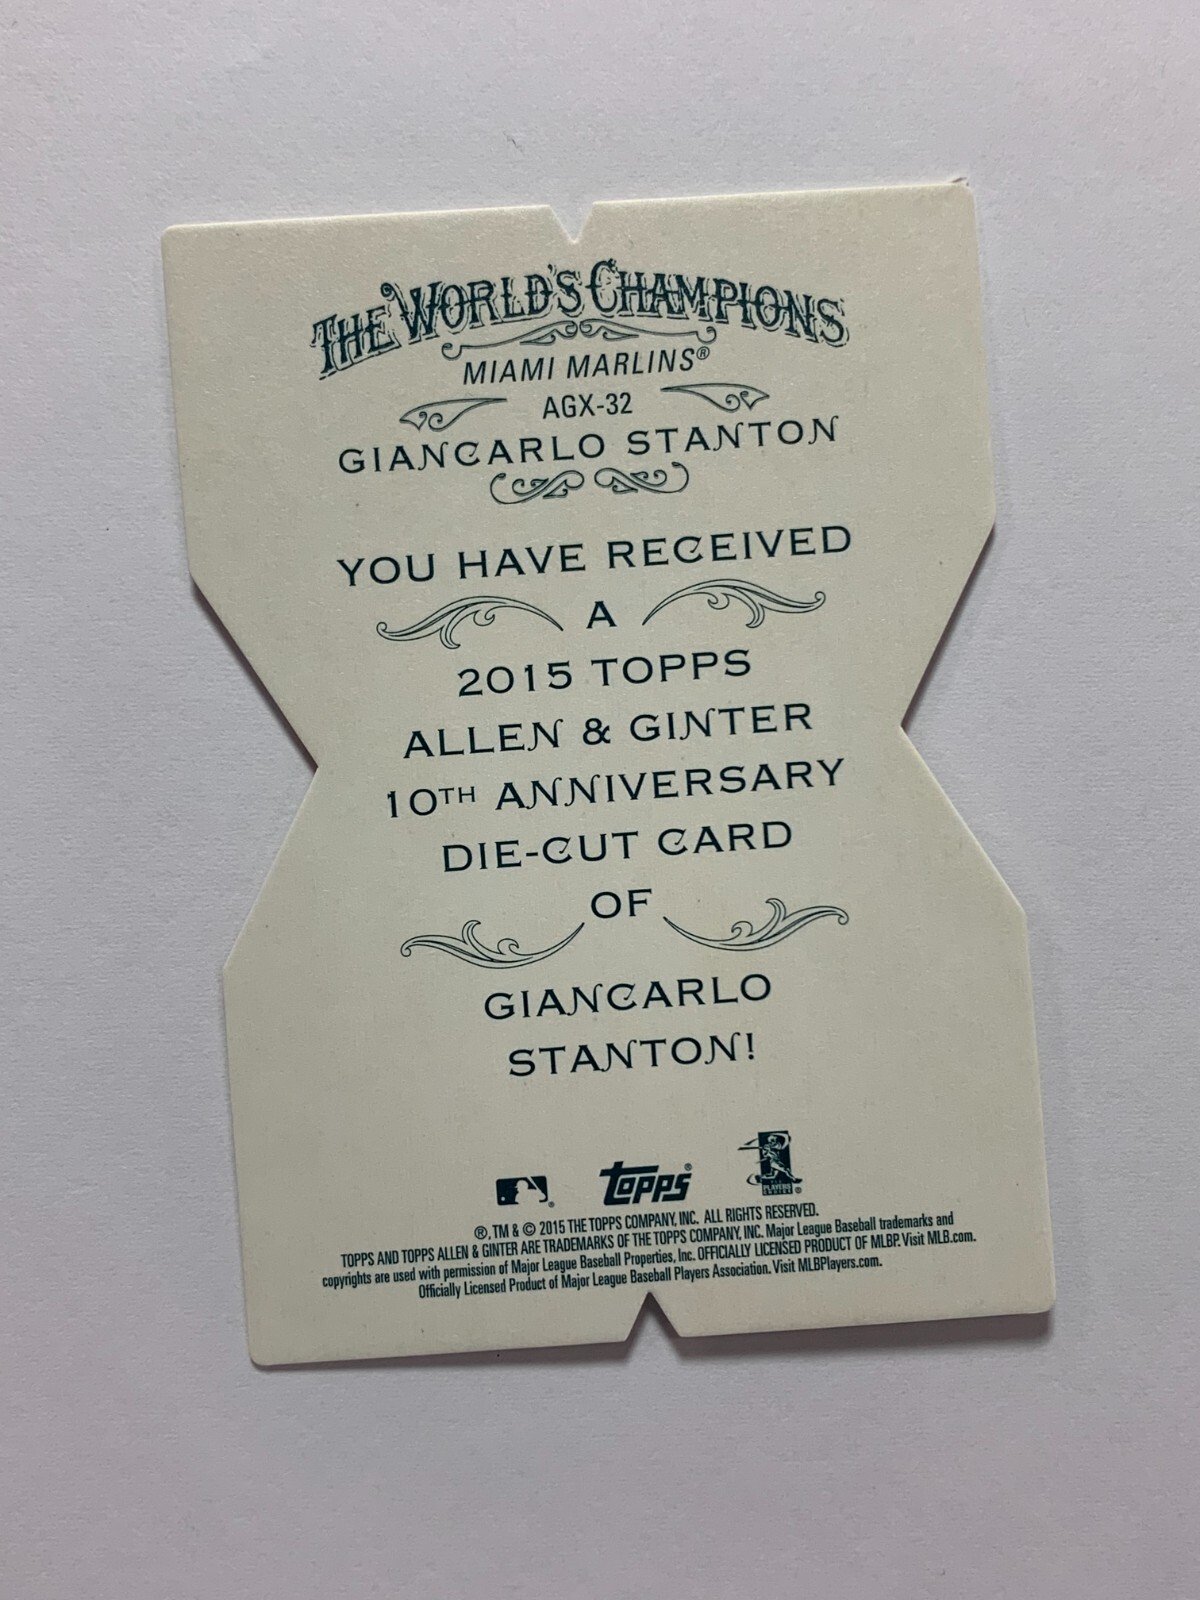 THE WORLD'S CHAMPIONS
MIAMI MARLINS®
AGX-32
GIANCARLO STANTON
YOU HAVE RECEIVED
A
2015 TOPPS
ALLEN & GINTER
10TH ANNIVERSARY
DIE-CUT CARD
OF
GIANCARLO
STANTON!
topps®
PLAYERS
CHOICE ®
®, TM & © 2015 THE TOPPS COMPANY, INC. ALL RIGHTS RESERVED.
TOPPS AND TOPPS ALLEN & GINTER ARE TRADEMARKS OF THE TOPPS COMPANY, INC. Major League Baseball trademarks and
copyrights are used with permission of Major League Baseball Properties, Inc. OFFICIALLY LICENSED PRODUCT OF MLBP. Visit MLB.com.
Officially Licensed Product of Major League Baseball Players Association. Visit MLBPlayers.com.